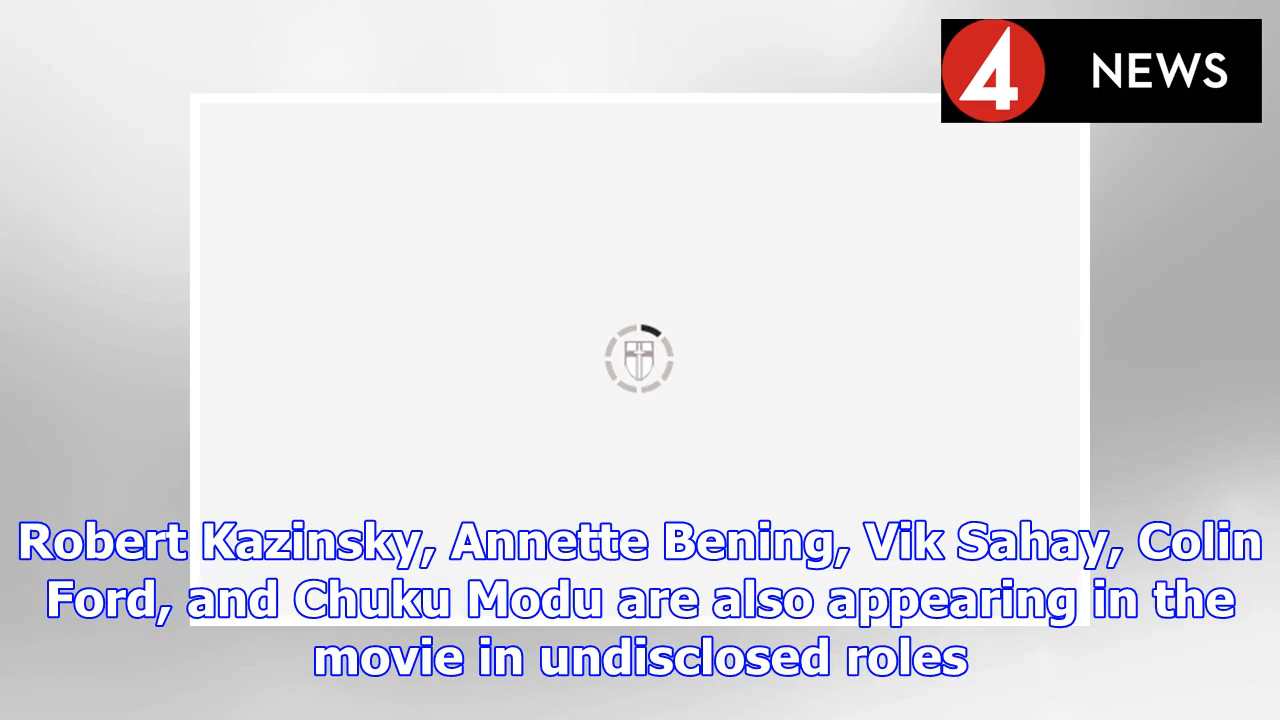 4 NEWS
Robert Kazinsky, Annette Bening, Vik Sahay, Colin
Ford, and Chuku Modu are also appearing in the
movie in undisclosed roles